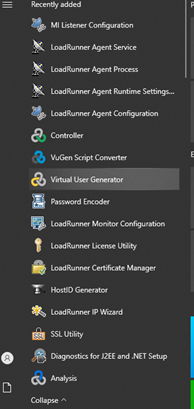 Recently added
MI Listener Configuration
LoadRunner Agent Service
LoadRunner Agent Process
LoadRunner Agent Runtime Settings...
LoadRunner Agent Configuration
Controller
VuGen Script Converter
Virtual User Generator
Password Encoder
LoadRunner Monitor Configuration
LoadRunner License Utility
LoadRunner Certificate Manager
HostID Generator
LoadRunner IP Wizard
SSL Utility
Diagnostics for J2EE and .NET Setup
Analysis
Collapse